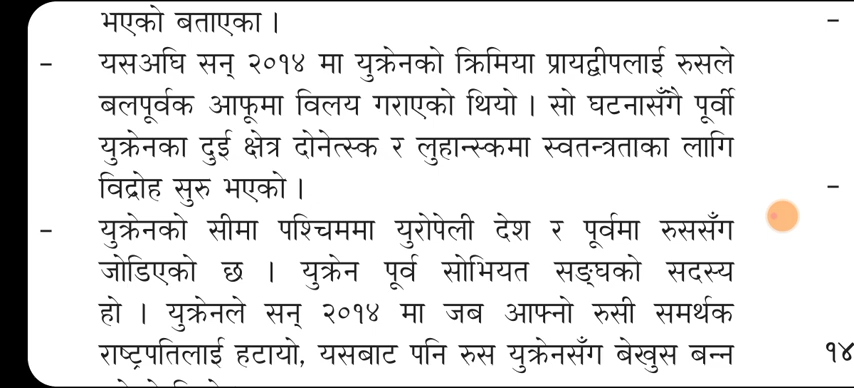 भएको बताएका ।
- यसअघि सन् २०१४ मा युक्रेनको क्रिमिया प्रायद्वीपलाई रुसले
बलपूर्वक आफूमा विलय गराएको थियो । सो घटनासँगै पूर्वी
युक्रेनका दुई क्षेत्र दोनेत्स्क र लुहान्स्कमा स्वतन्त्रताका लागि
विद्रोह सुरु भएको ।
- युक्रेनको सीमा पश्चिममा युरोपेली देश र पूर्वमा रुससँग
जोडिएको छ । युक्रेन पूर्व सोभियत सङ्घको सदस्य
हो । युक्रेनले सन् २०१४ मा जब आफ्नो रुसी समर्थक
राष्ट्रपतिलाई हटायो, यसबाट पनि रुस युक्रेनसँग बेखुस बन्न
-
-
१४